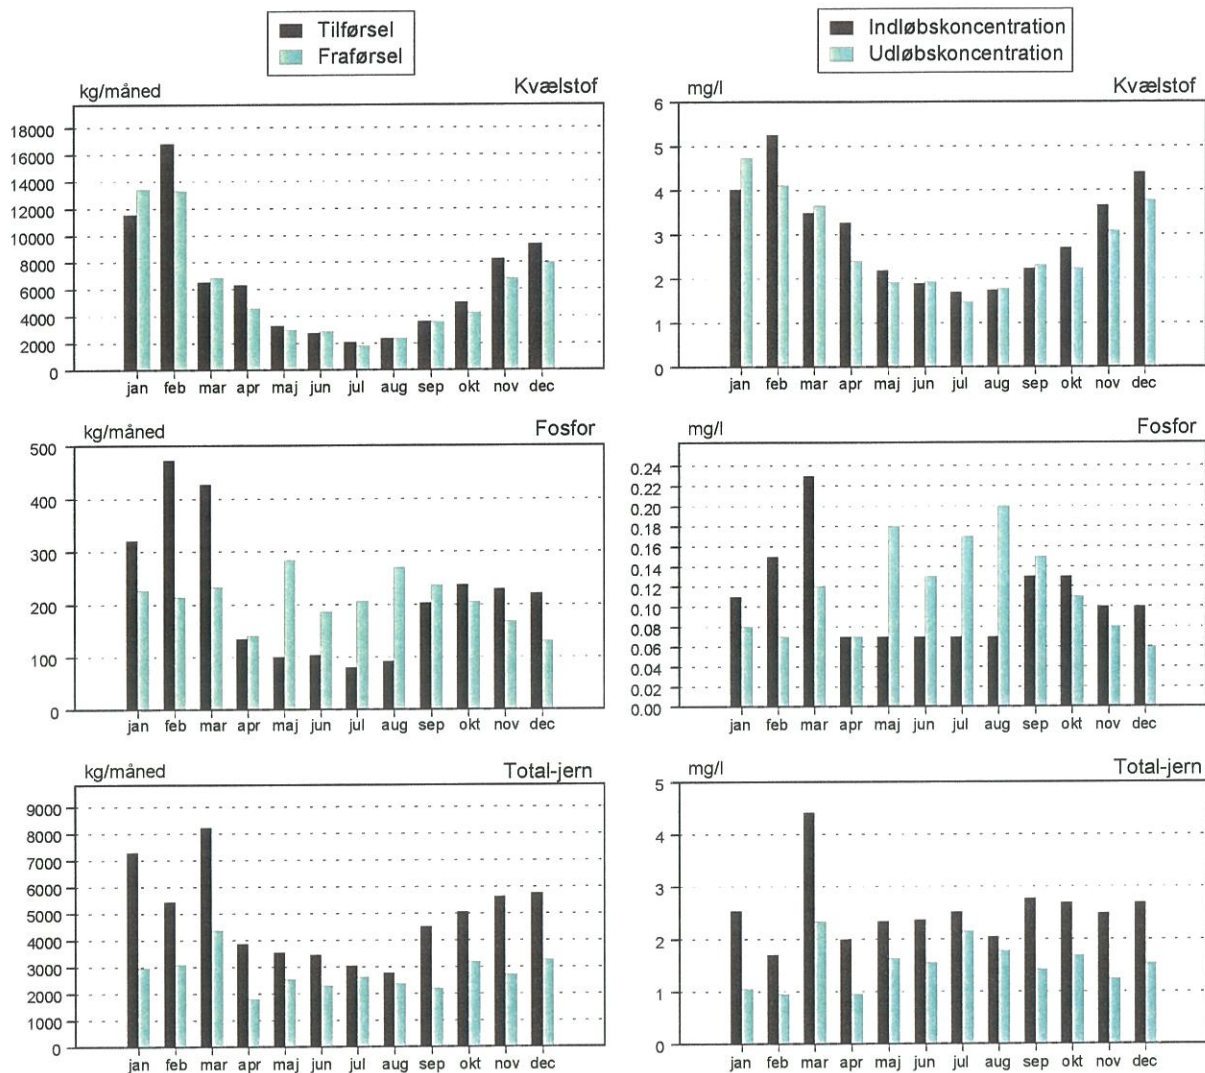 Tilførsel
Fraførsel
Indløbskoncentration
Udløbskoncentration
kg/måned
Kvælstof
18000
16000
14000
12000
10000
8000
6000
4000
2000
0
jan feb mar apr maj jun jul aug sep okt nov dec
mg/l
Kvælstof
6
5
4
3
2
1
0
jan feb mar apr maj jun jul aug sep okt nov dec
kg/måned
Fosfor
500
400
300
200
100
0
jan feb mar apr maj jun jul aug sep okt nov dec
mg/l
Fosfor
0.24
0.22
0.20
0.18
0.16
0.14
0.12
0.10
0.08
0.06
0.04
0.02
0.00
jan feb mar apr maj jun jul aug sep okt nov dec
kg/måned
Total-jern
9000
8000
7000
6000
5000
4000
3000
2000
1000
0
jan feb mar apr maj jun jul aug sep okt nov dec
mg/l
Total-jern
5
4
3
2
1
0
jan feb mar apr maj jun jul aug sep okt nov dec